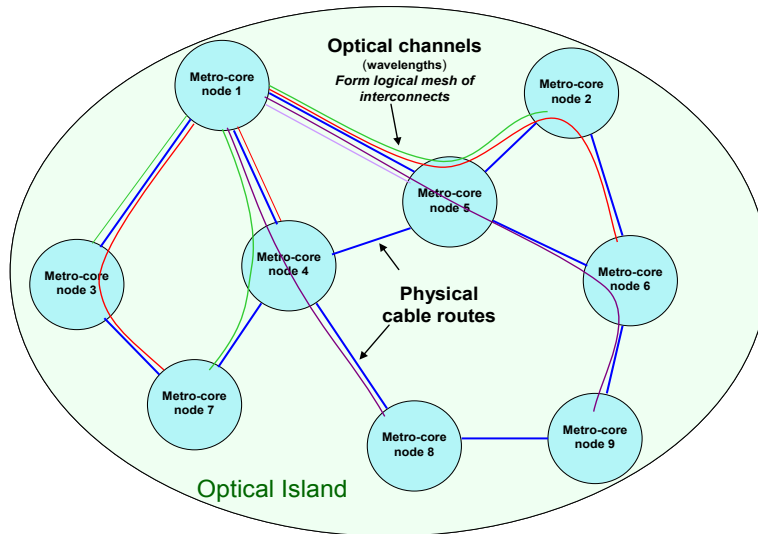 Optical channels
(wavelengths)
Form logical mesh of
interconnects
Metro-core
node 1
Metro-core
node 2
Metro-core
node 5
Metro-core
node 4
Metro-core
node 3
Metro-core
node 6
Physical
cable routes
Metro-core
node 7
Metro-core
node 8
Metro-core
node 9
Optical Island